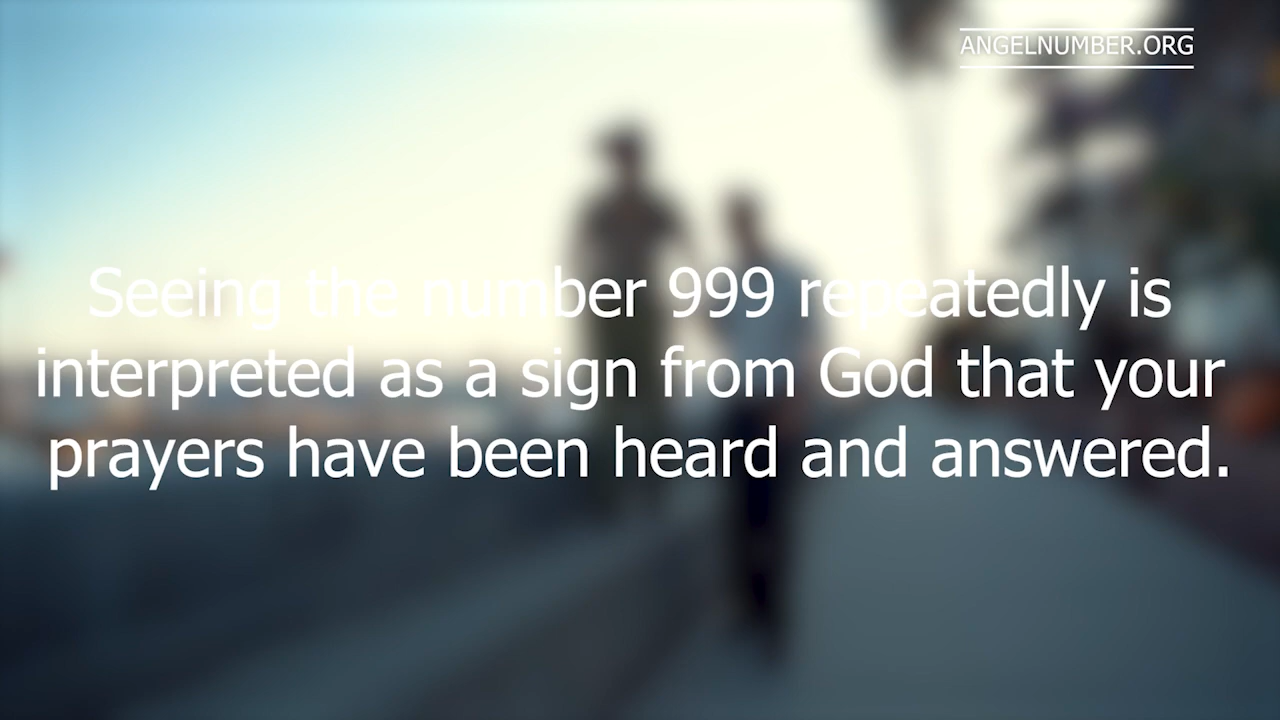 ANGELNUMBER.ORG
Seeing the number 999 repeatedly is
interpreted as a sign from God that your
prayers have been heard and answered.